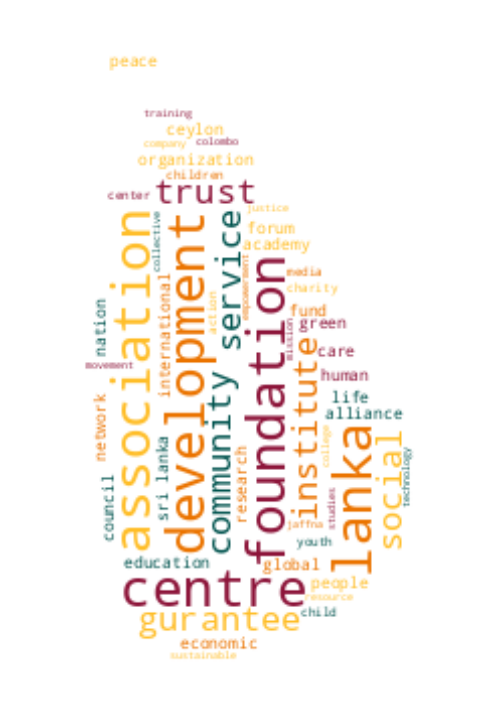 peace
training
ceylon
company
colombo
organization
children
center
trust
justice
association
collective
development
service
forum
academy
empowerment
international
action
foundation
media
charity
nation
fund
mission
green
movement
institute
care
human
network
community
life
alliance
lanka
social
sri lanka
research
college
technology
council
studies
jaffna
youth
education
global
centre
people
resource
gurantee
child
economic
sustainable